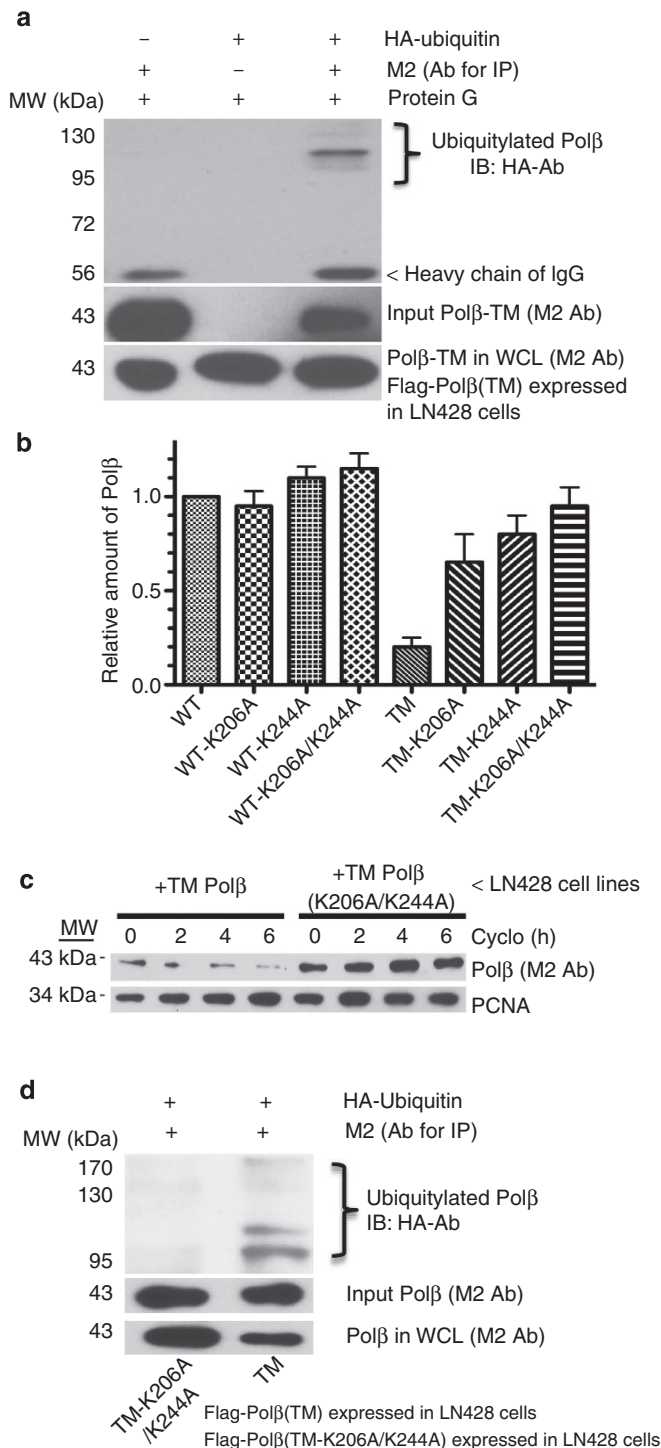 a
– + + HA-ubiquitin
+ – + M2 (Ab for IP)
MW (kDa) + + + Protein G
130
95
72
56
Ubiquitylated Polβ
IB: HA-Ab
< Heavy chain of IgG
43 Input Polβ-TM (M2 Ab)
43 Polβ-TM in WCL (M2 Ab)
Flag-Polβ(TM) expressed
in LN428 cells
b
Relative amount of Polβ
1.0
0.5
0.0
WT
WT-K206A
WT-K244A
WT-K206A/K244A
TM
TM-K206A
TM-K244A
TM-K206A/K244A
c
+TM Polβ
+TM Polβ
(K206A/K244A)
< LN428 cell lines
MW
0 2 4 6 0 2 4 6 Cyclo (h)
43 kDa- Polβ (M2 Ab)
34 kDa- PCNA
d
+ + HA-Ubiquitin
MW (kDa) + + M2 (Ab for IP)
170
130
95
Ubiquitylated Polβ
IB: HA-Ab
43 Input Polβ (M2 Ab)
43 Polβ in WCL (M2 Ab)
TM-K206A
/K244A
TM
Flag-Polβ(TM) expressed in LN428 cells
Flag-Polβ(TM-K206A/K244A) expressed in LN428 cells